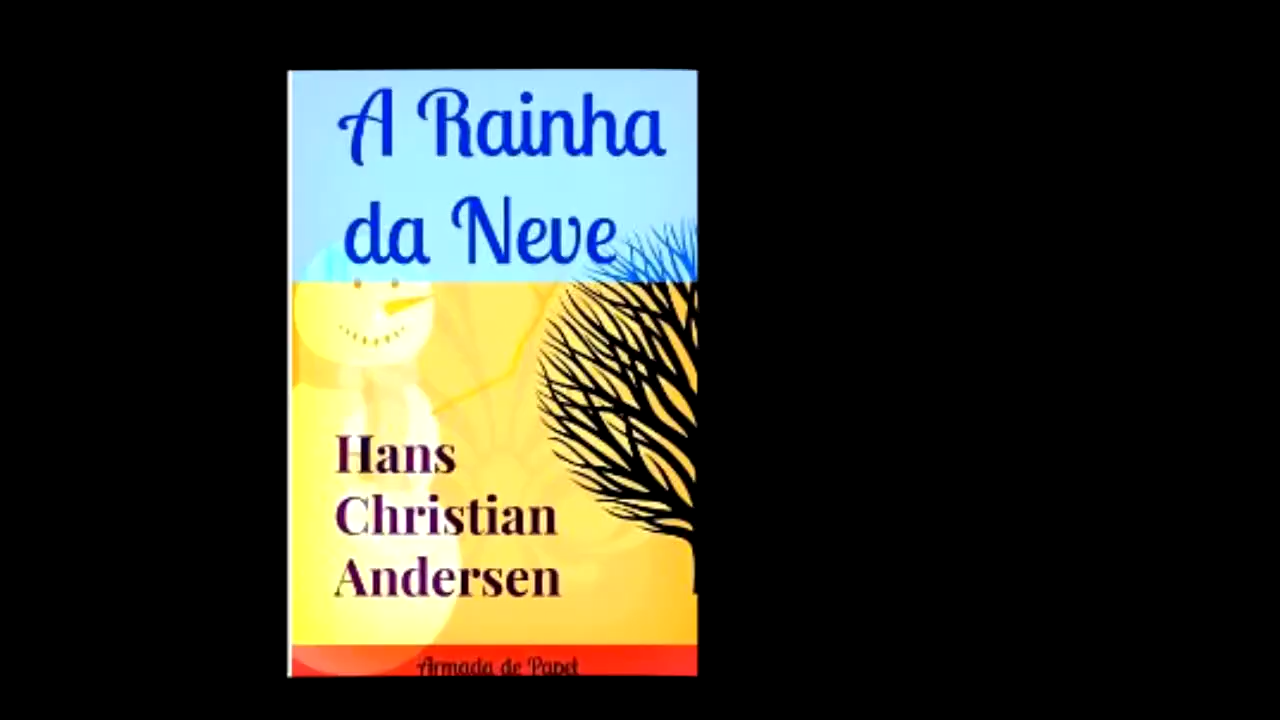 A Rainha
da Neve
Hans
Christian
Andersen
Armada de Papel